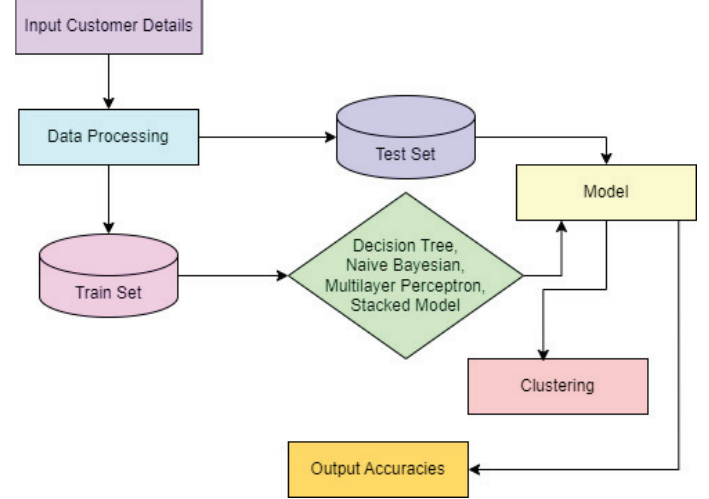 Input Customer Details
Data Processing
Test Set
Model
Train Set
Decision Tree,
Naive Bayesian,
Multilayer Perceptron,
Stacked Model
Clustering
Output Accuracies